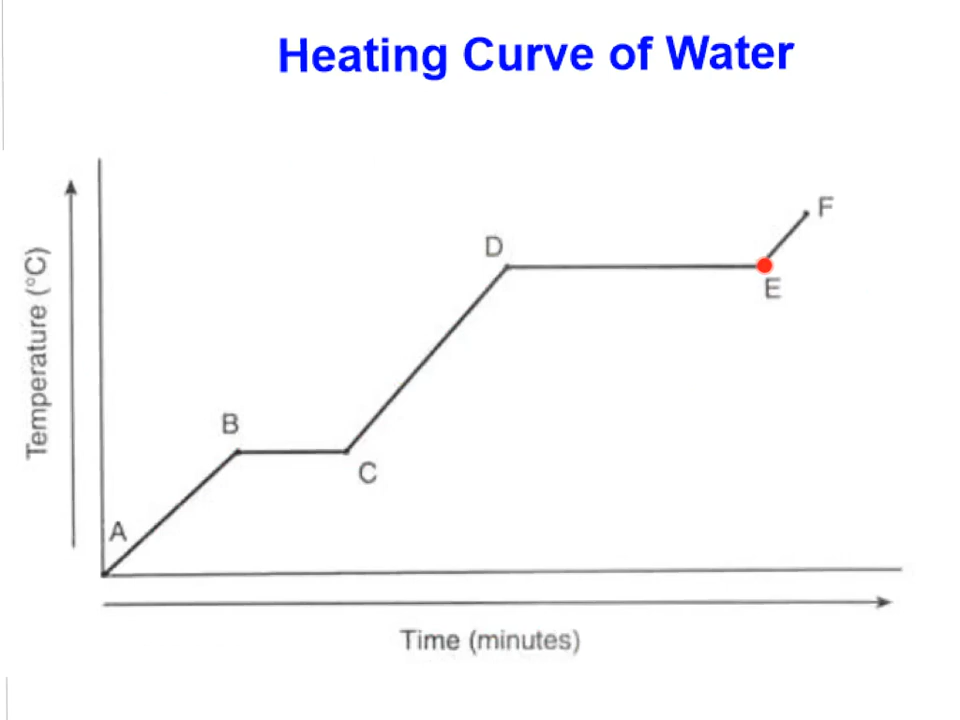 Heating Curve of Water
Temperature (°C)
A
B
C
D
E
F
Time (minutes)